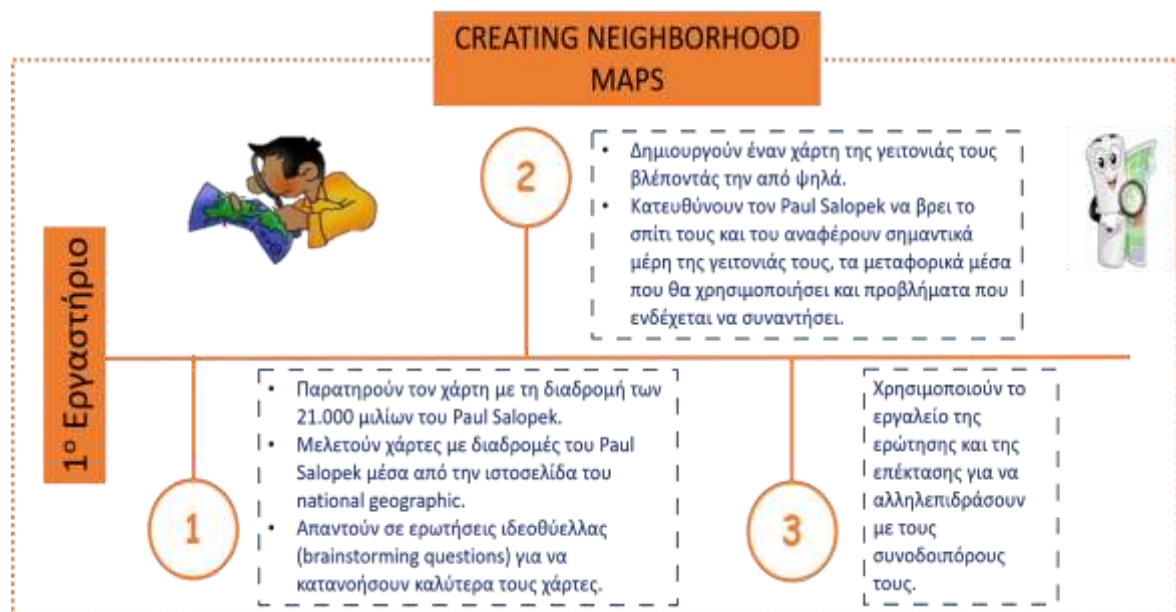 CREATING NEIGHBORHOOD
MAPS
1ο Εργαστήριο
1
• Παρατηρούν τον χάρτη με τη διαδρομή των
21.000 μιλίων του Paul Salopek.
• Μελετούν χάρτες με διαδρομές του Paul
Salopek μέσα από την ιστοσελίδα του
national geographic.
• Απαντούν σε ερωτήσεις ιδεοθύελλας
(brainstorming questions) για να
κατανοήσουν καλύτερα τους χάρτες.
2
• Δημιουργούν έναν χάρτη της γειτονιάς τους
βλέποντάς την από ψηλά.
• Κατευθύνουν τον Paul Salopek να βρει το
σπίτι τους και του αναφέρουν σημαντικά
μέρη της γειτονιάς τους, τα μεταφορικά μέσα
που θα χρησιμοποιήσει και προβλήματα που
ενδέχεται να συναντήσει.
3
Χρησιμοποιούν το
εργαλείο της
ερώτησης και της
επέκτασης για να
αλληλεπιδράσουν
με τους
συνοδοιπόρους
τους.